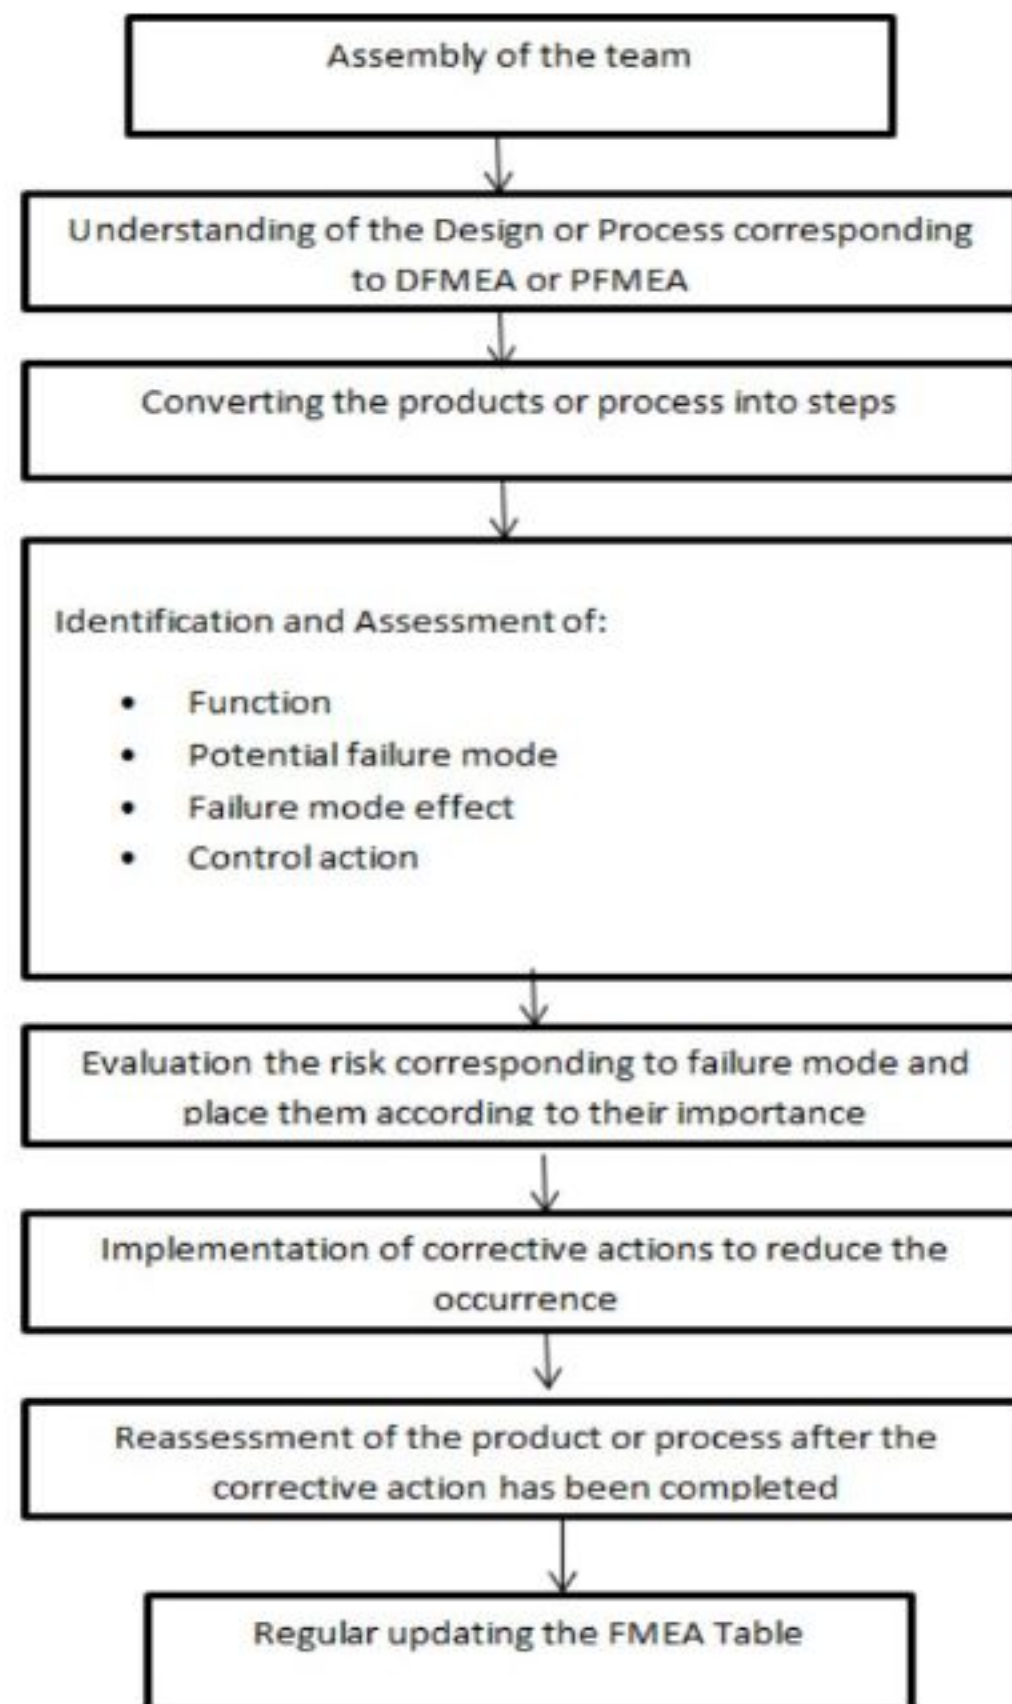 Assembly of the team
Understanding of the Design or Process corresponding
to DFMEA or PFMEA
Converting the products or process into steps
Identification and Assessment of:
• Function
• Potential failure mode
• Failure mode effect
• Control action
Evaluation the risk corresponding to failure mode and
place them according to their importance
Implementation of corrective actions to reduce the
occurrence
Reassessment of the product or process after the
corrective action has been completed
Regular updating the FMEA Table